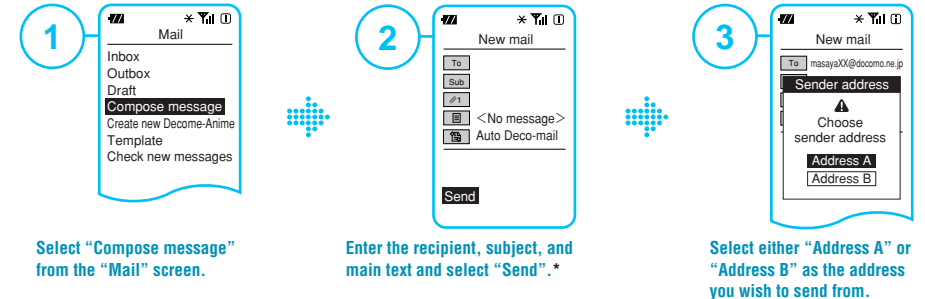 1
Mail
Inbox
Outbox
Draft
Compose message
Create new Decome-Anime
Template
Check new messages
Select “Compose message”
from the “Mail” screen.
2
New mail
To
Sub
1
<No message>
Auto Deco-mail
Send
Enter the recipient, subject, and
main text and select “Send”.*
3
New mail
To masayaXX@docomo.ne.jp
Sender address
Choose
sender address
Address A
Address B
Select either “Address A” or
“Address B” as the address
you wish to send from.